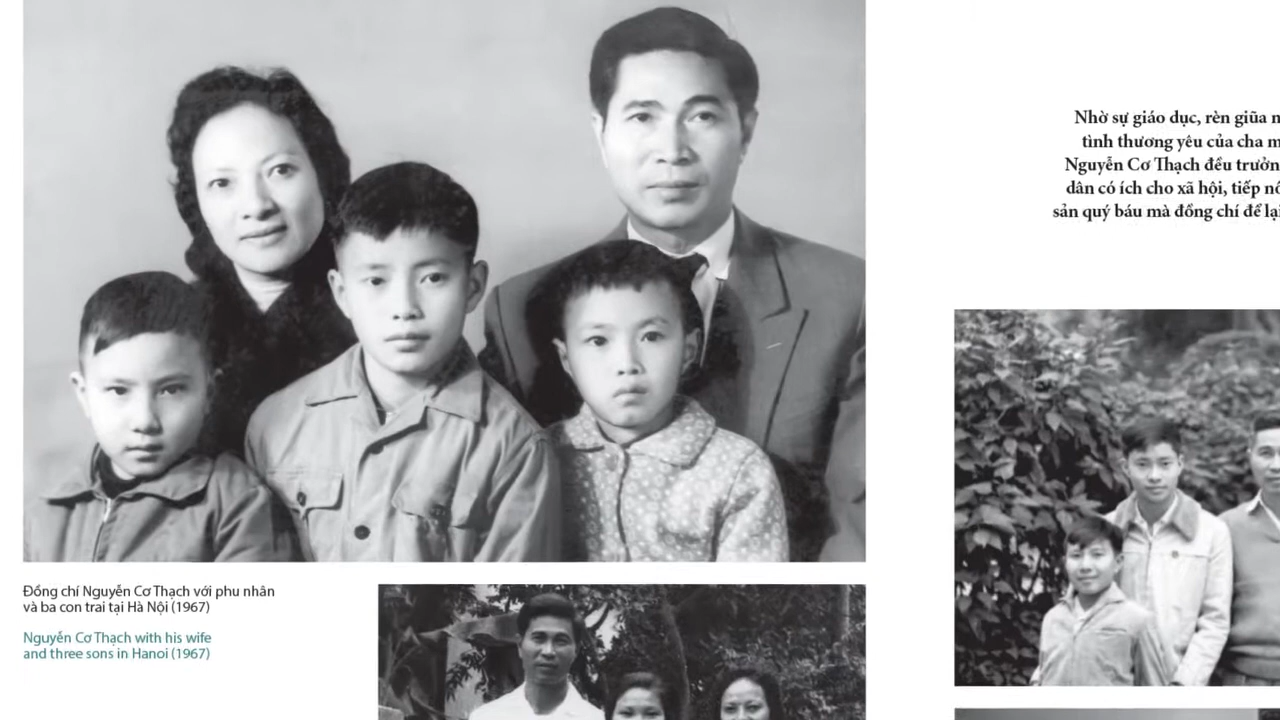 Nhờ sự giáo dục, rèn giũa
tình thương yêu của cha
Nguyễn Cơ Thạch đều
dân có ích cho xã hội, tiếp
sản quý báu mà đồng chí để lại
Đồng chí Nguyễn Cơ Thạch với phu nhân
và ba con trai tại Hà Nội (1967)
Nguyễn Cơ Thạch with his wife
and three sons in Hanoi (1967)